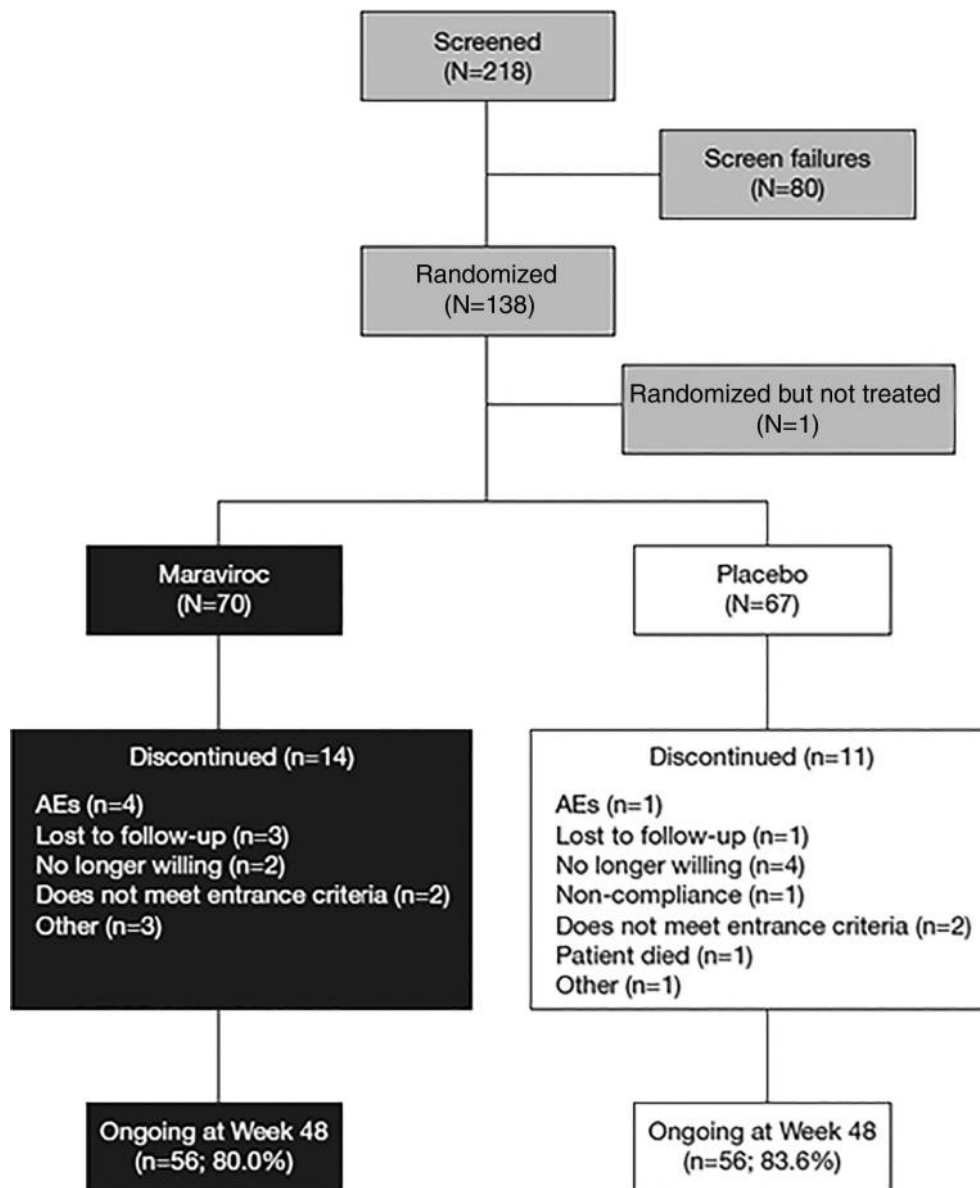 Screened
(N=218)
Screen failures
(N=80)
Randomized
(N=138)
Randomized but not treated
(N=1)
Maraviroc
(N=70)
Placebo
(N=67)
Discontinued (n=14)
AEs (n=4)
Lost to follow-up (n=3)
No longer willing (n=2)
Does not meet entrance criteria (n=2)
Other (n=3)
Discontinued (n=11)
AEs (n=1)
Lost to follow-up (n=1)
No longer willing (n=4)
Non-compliance (n=1)
Does not meet entrance criteria (n=2)
Patient died (n=1)
Other (n=1)
Ongoing at Week 48
(n=56; 80.0%)
Ongoing at Week 48
(n=56; 83.6%)